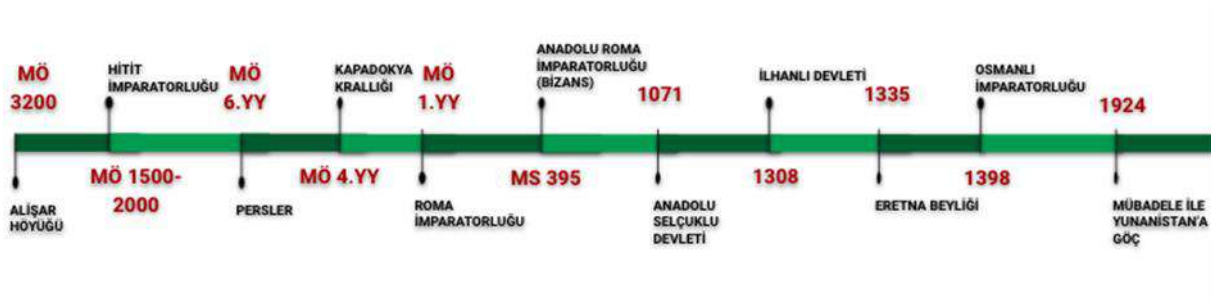 MÖ
3200
ALİŞAR
HÖYÜĞÜ
HİTİT
İMPARATORLUĞU
MÖ 1500-
2000
MÖ
6.YY
PERSLER
KAPADOKYA
KRALLIĞI
MÖ 4.YY
MÖ
1.YY
ROMA
İMPARATORLUĞU
ANADOLU ROMA
İMPARATORLUĞU
(BİZANS)
MS 395
1071
ANADOLU
SELÇUKLU
DEVLETİ
İLHANLI DEVLETİ
1308
1335
ERETNA BEYLİĞİ
OSMANLI
İMPARATORLUĞU
1398
1924
MÜBADELE İLE
YUNANİSTAN'A
GÖÇ